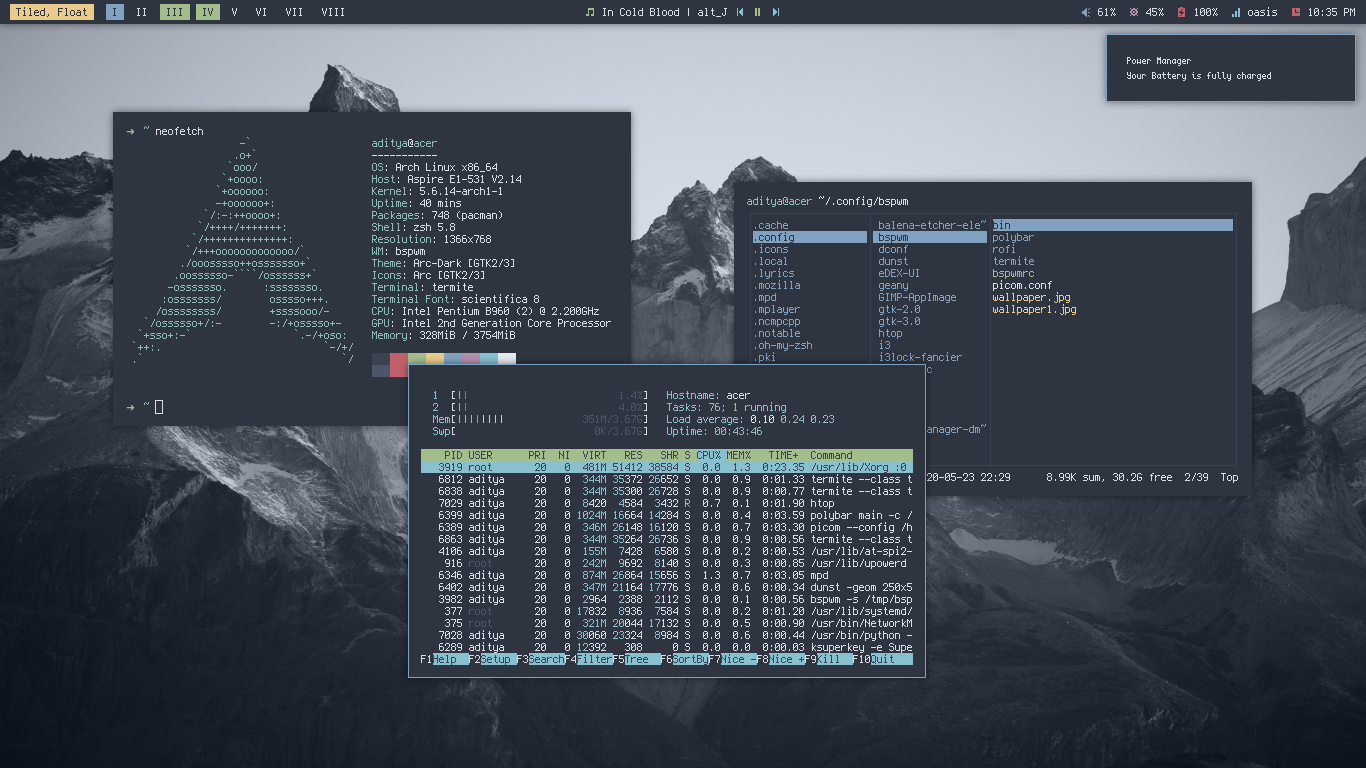 Tiled, Float I II III IV V VI VII VIII In Cold Blood | alt_J 61% 45% 100% oasis 10:35 PM
Power Manager
Your Battery is fully charged
➜ ~ neofetch
aditya@acer
-----------
OS: Arch Linux x86_64
Host: Aspire E1-531 V2.14
Kernel: 5.6.14-arch1-1
Uptime: 40 mins
Packages: 748 (pacman)
Shell: zsh 5.8
Resolution: 1366x768
WM: bspwm
Theme: Arc-Dark [GTK2/3]
Icons: Arc [GTK2/3]
Terminal: termite
Terminal Font: scientifica 8
CPU: Intel Pentium B960 (2) @ 2.200GHz
GPU: Intel 2nd Generation Core Processor
Memory: 328MiB / 3754MiB
➜ ~
aditya@acer ~/.config/bspwm
.cache balena-etcher-ele~ bin
.config bspwm polybar
.icons dconf rofi
.local dunst termite
.lyrics eDEX-UI bspwmrc
.mozilla geany picom.conf
.mpd GIMP-AppImage wallpaper.jpg
.mplayer gtk-2.0 wallpaper1.jpg
.ncmpcpp gtk-3.0
.notable htop
.oh-my-zsh i3
.pki i3lock-fancier
c
anager-dm~
20-05-23 22:29 8.99K sum, 30.2G free 2/39 Top
1 [|| 1.4%] Hostname: acer
2 [|| 4.0%] Tasks: 76; 1 running
Mem[||||||||| 351M/3.67G] Load average: 0.10 0.24 0.23
Swp[ 0K/3.67G] Uptime: 00:43:46
PID USER PRI NI VIRT RES SHR S CPU% MEM% TIME+ Command
3919 root 20 0 481M 51412 38584 S 0.0 1.3 0:23.35 /usr/lib/Xorg :0
6812 aditya 20 0 344M 35372 26652 S 0.0 0.9 0:01.33 termite --class t
6838 aditya 20 0 344M 35300 26728 S 0.0 0.9 0:00.77 termite --class t
7029 aditya 20 0 8420 4584 3432 R 0.7 0.1 0:01.90 htop
6399 aditya 20 0 1024M 16664 14284 S 0.0 0.4 0:03.59 polybar main -c /
6389 aditya 20 0 346M 26148 16120 S 0.0 0.7 0:03.30 picom --config /h
6863 aditya 20 0 344M 35264 26736 S 0.0 0.9 0:00.56 termite --class t
4106 aditya 20 0 155M 7428 6580 S 0.0 0.2 0:00.53 /usr/lib/at-spi2-
916 root 20 0 242M 9692 8140 S 0.0 0.3 0:00.85 /usr/lib/upowerd
6346 aditya 20 0 874M 26864 15656 S 1.3 0.7 0:03.05 mpd
6402 aditya 20 0 347M 21164 17776 S 0.0 0.6 0:00.34 dunst -geom 250x5
3982 aditya 20 0 2964 2388 2112 S 0.0 0.1 0:00.56 bspwm -s /tmp/bsp
377 root 20 0 17832 8936 7584 S 0.0 0.2 0:01.20 /usr/lib/systemd/
375 root 20 0 321M 20044 17132 S 0.0 0.5 0:00.90 /usr/bin/NetworkM
7028 aditya 20 0 30060 23324 8984 S 0.0 0.6 0:00.44 /usr/bin/python -
6289 aditya 20 0 12392 308 0 S 0.0 0.0 0:00.03 ksuperkey -e Supe
F1Help F2Setup F3SearchF4FilterF5Tree F6SortByF7Nice -F8Nice +F9Kill F10Quit